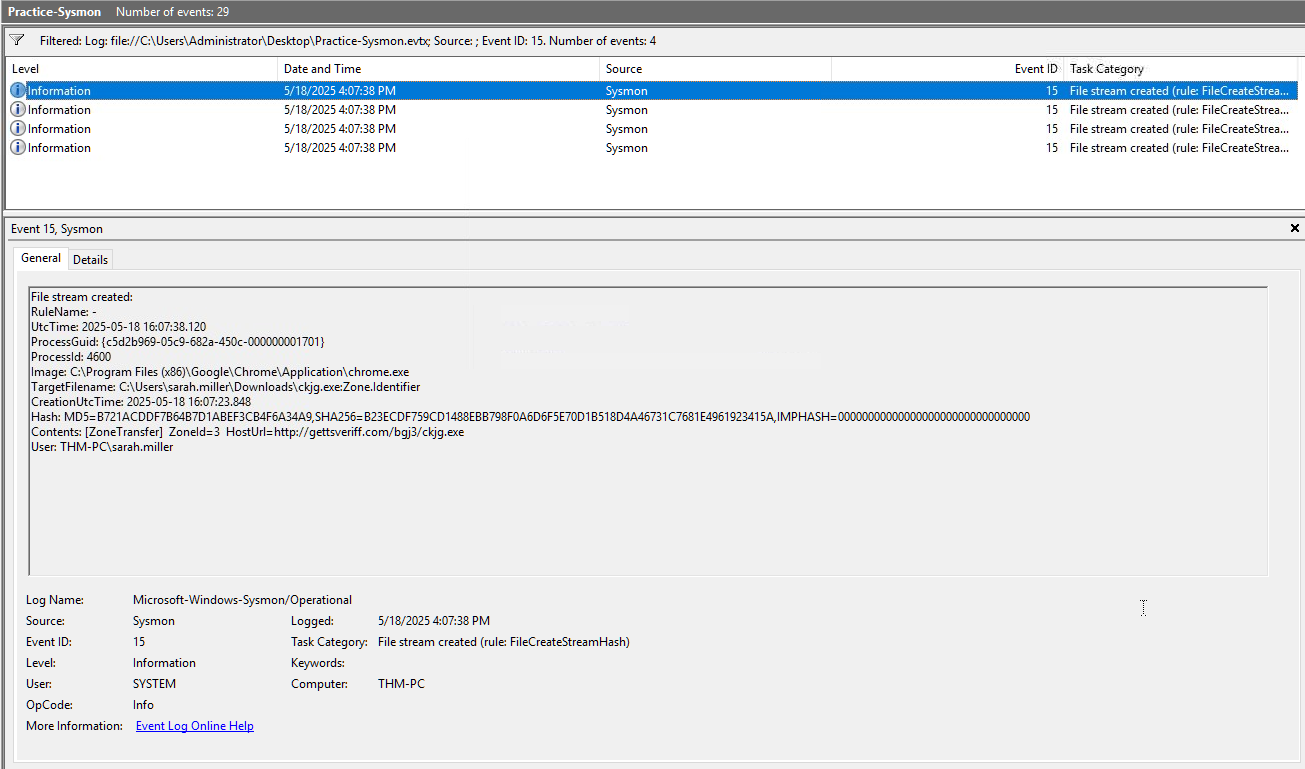 Practice-Sysmon Number of events: 29
Filtered: Log: file://C:\Users\Administrator\Desktop\Practice-Sysmon.evtx; Source: ; Event ID: 15. Number of events: 4
Level Date and Time Source Event ID Task Category
Information 5/18/2025 4:07:38 PM Sysmon 15 File stream created (rule: FileCreateStrea...
Information 5/18/2025 4:07:38 PM Sysmon 15 File stream created (rule: FileCreateStrea...
Information 5/18/2025 4:07:38 PM Sysmon 15 File stream created (rule: FileCreateStrea...
Information 5/18/2025 4:07:38 PM Sysmon 15 File stream created (rule: FileCreateStrea...
Event 15, Sysmon
General Details
File stream created:
RuleName: -
UtcTime: 2025-05-18 16:07:38.120
ProcessGuid: {c5d2b969-05c9-682a-450c-000000001701}
ProcessId: 4600
Image: C:\Program Files (x86)\Google\Chrome\Application\chrome.exe
TargetFilename: C:\Users\sarah.miller\Downloads\ckjg.exe:Zone.Identifier
CreationUtcTime: 2025-05-18 16:07:23.848
Hash: MD5=B721ACDDF7B64B7D1ABEF3CB4F6A34A9,SHA256=B23ECDF759CD1488EBB798F0A6D6F5E70D1B518D4A46731C7681E4961923415A,IMPHASH=00000000000000000000000000000000
Contents: [ZoneTransfer] ZoneId=3 HostUrl=http://gettsveriff.com/bgj3/ckjg.exe
User: THM-PC\sarah.miller
Log Name: Microsoft-Windows-Sysmon/Operational
Source: Sysmon Logged: 5/18/2025 4:07:38 PM
Event ID: 15 Task Category: File stream created (rule: FileCreateStreamHash)
Level: Information Keywords:
User: SYSTEM Computer: THM-PC
OpCode: Info
More Information: Event Log Online Help